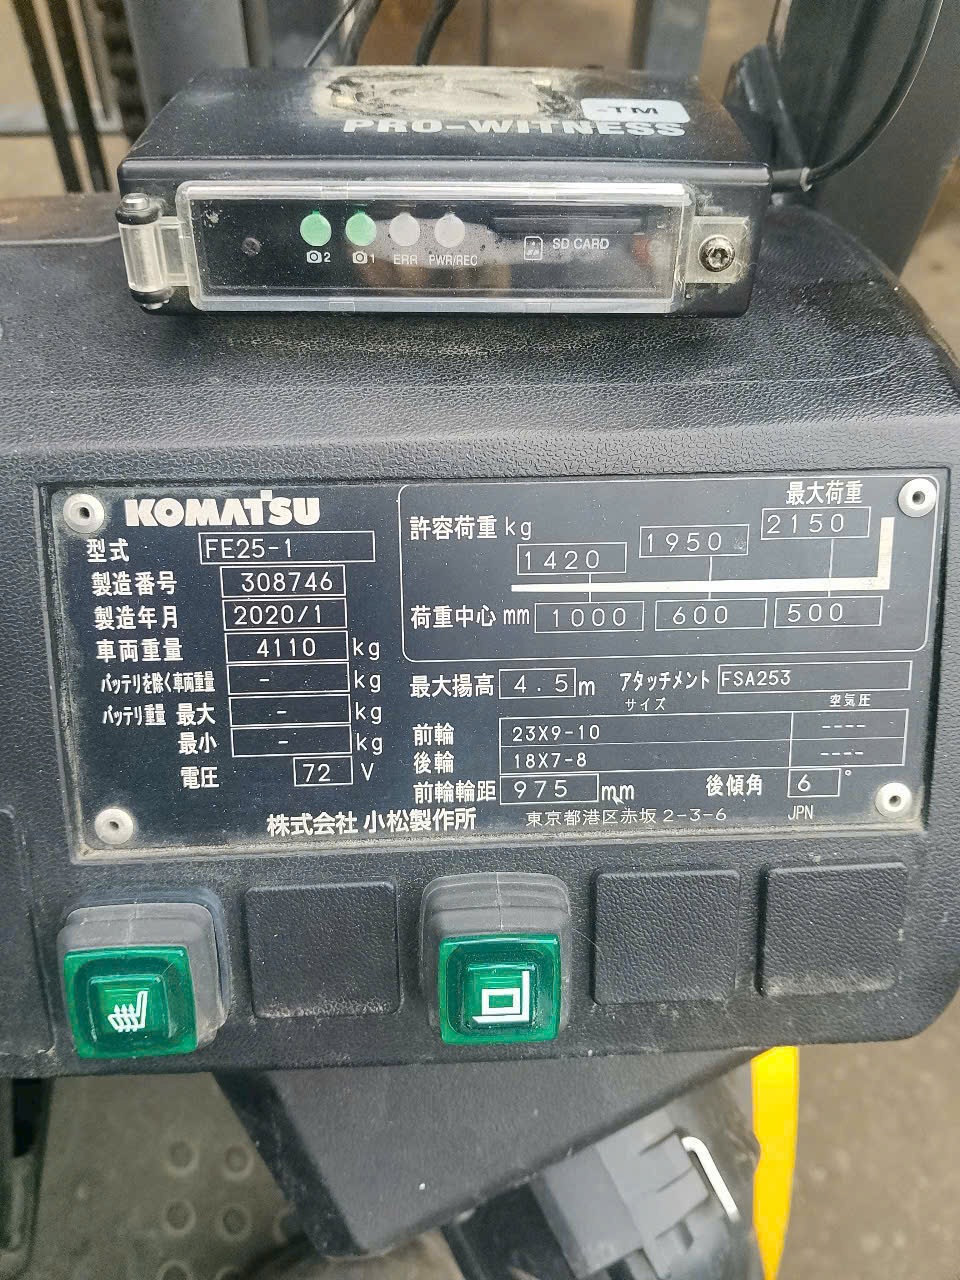 TM
PRO-WITNESS
2 1 ERR PWR/REC SD CARD
KOMATSU
型式 FE25-1
製造番号 308746
製造年月 2020/1
車両重量 4110 kg
バッテリを除く車両重量 - kg
バッテリ重量 最大 - kg
最小 - kg
電圧 72 V
最大荷重
許容荷重 kg 1420 1950 2150
荷重中心 mm 1000 600 500
最大揚高 4.5 m アタッチメント FSA253
サイズ 空気圧
前輪 23X9-10 ----
後輪 18X7-8 ----
前輪輪距 975 mm 後傾角 6°
株式会社 小松製作所 東京都港区赤坂 2-3-6 JPN